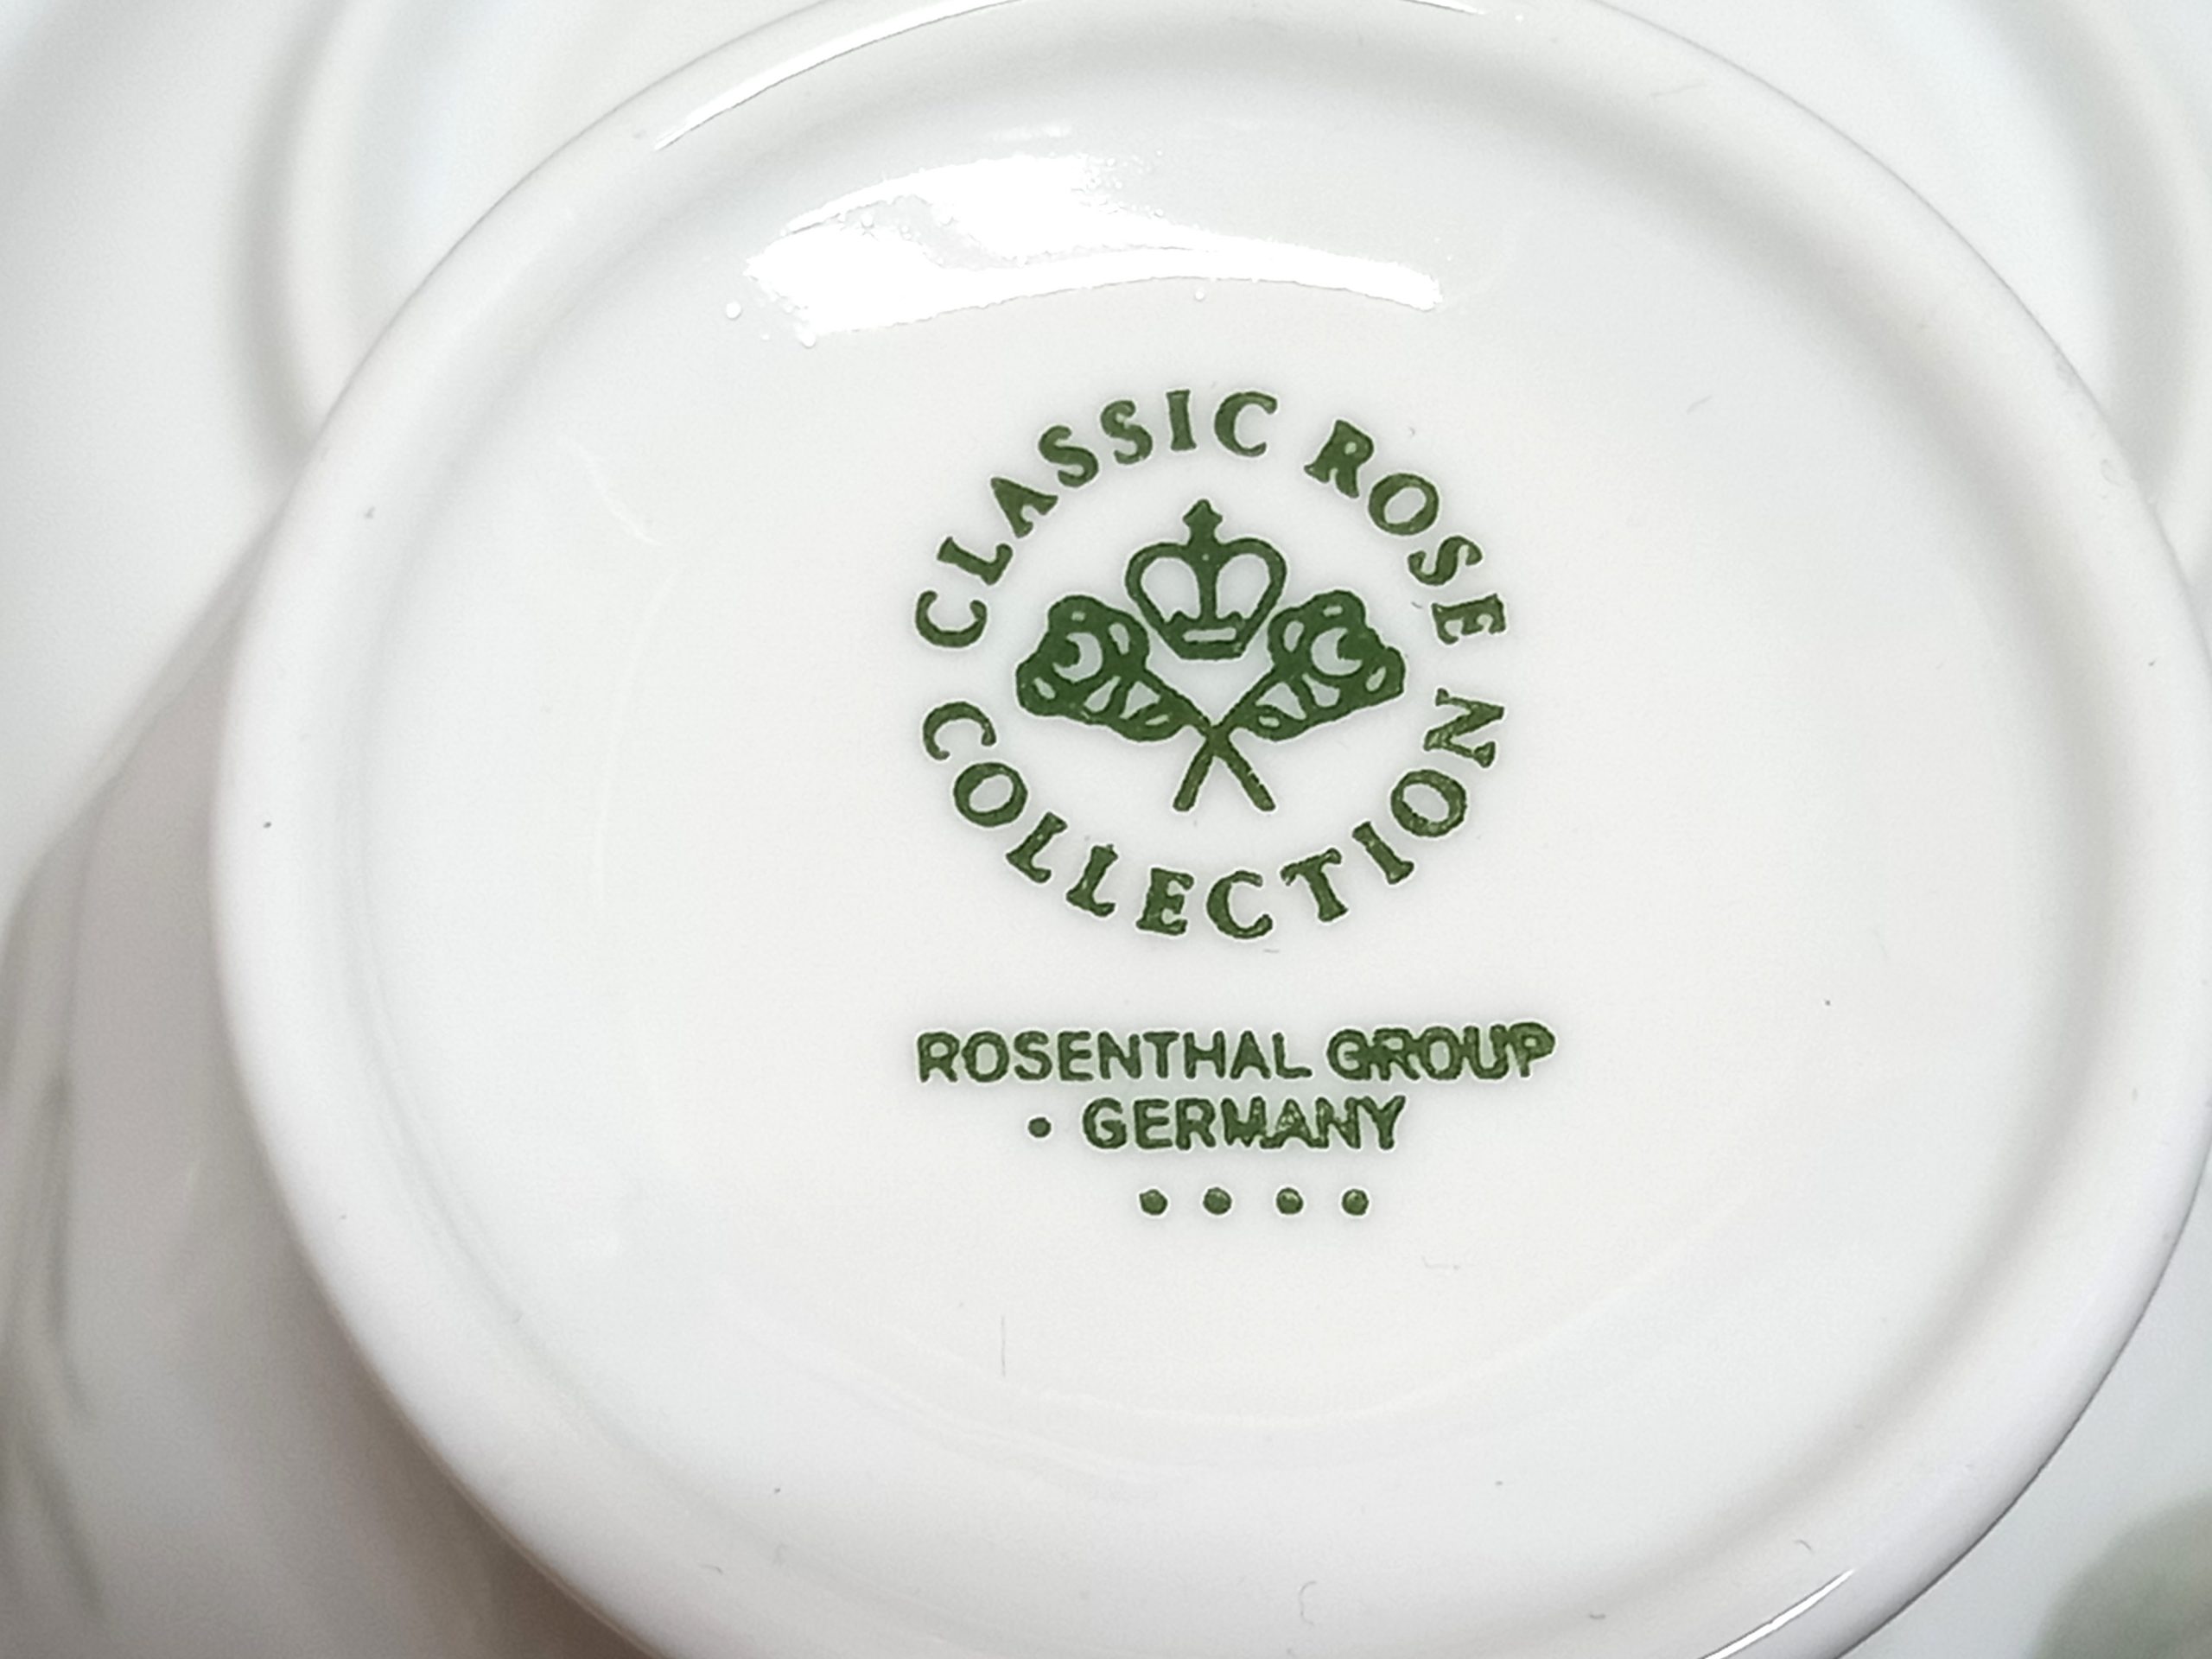 CLASSIC ROSE
COLLECTION
ROSENTHAL GROUP
• GERMANY
• • • •